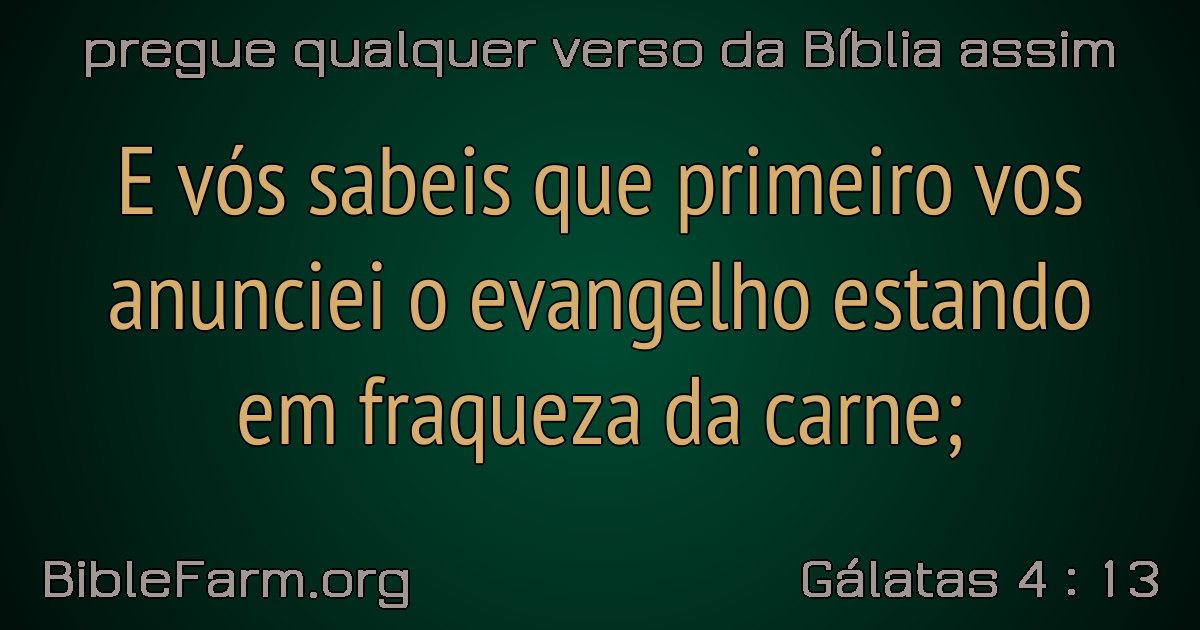 pregue qualquer verso da Bíblia assim
E vós sabeis que primeiro vos
anunciei o evangelho estando
em fraqueza da carne;
BibleFarm.org
Gálatas 4 : 13